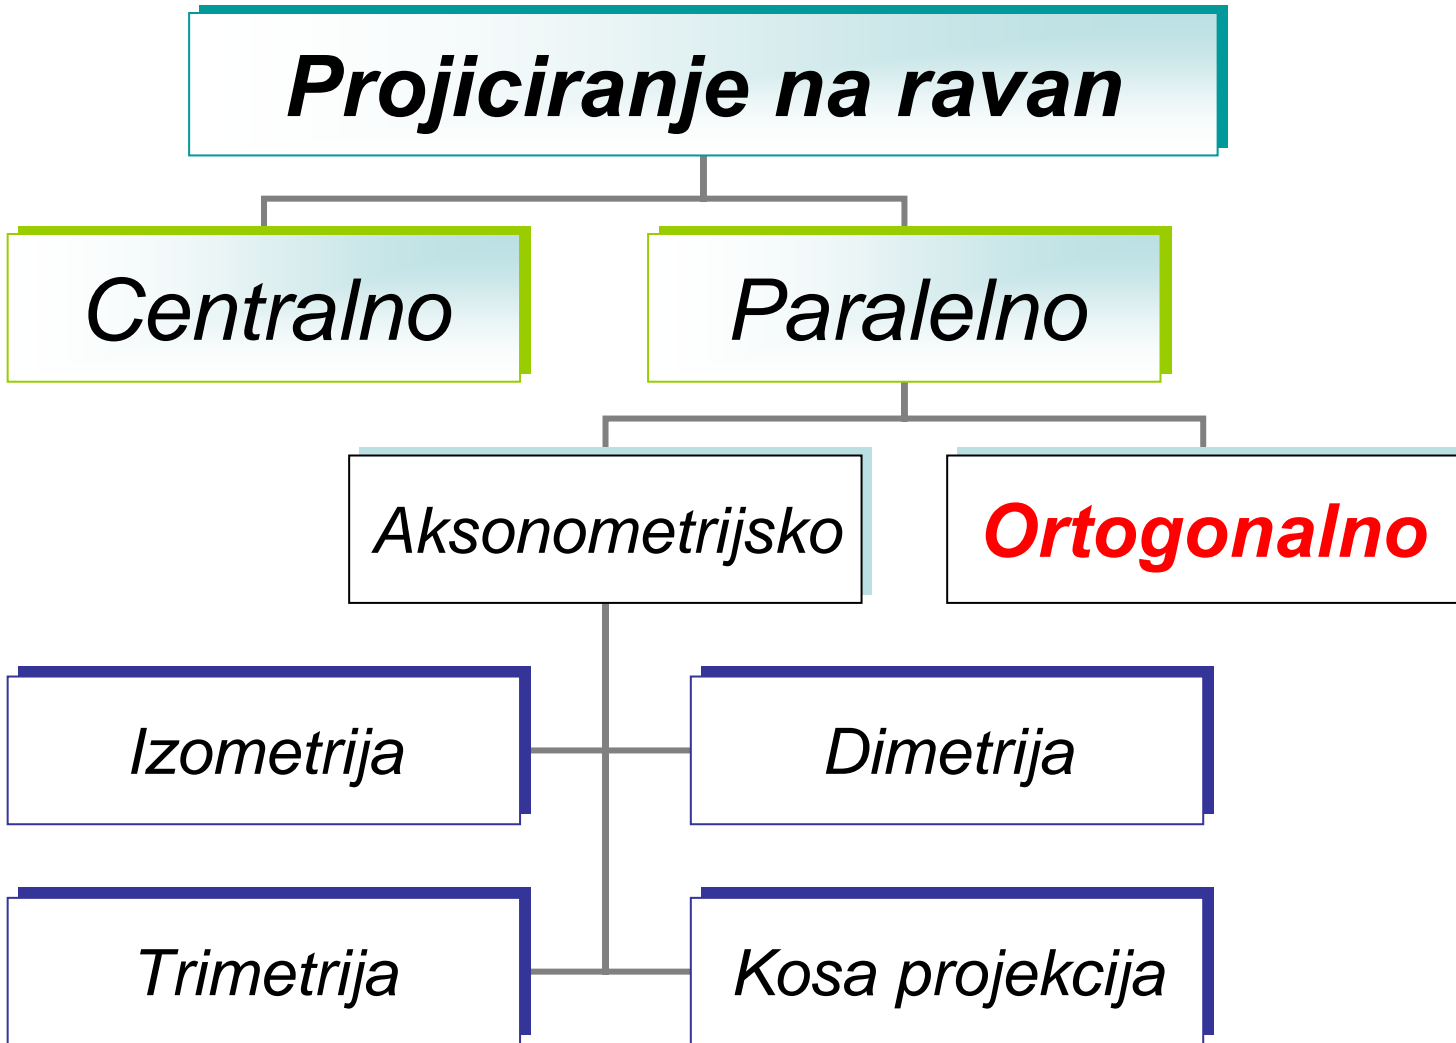 Projiciranje na ravan
Centralno
Paralelno
Aksonometrijsko
Ortogonalno
Izometrija
Dimetrija
Trimetrija
Kosa projekcija